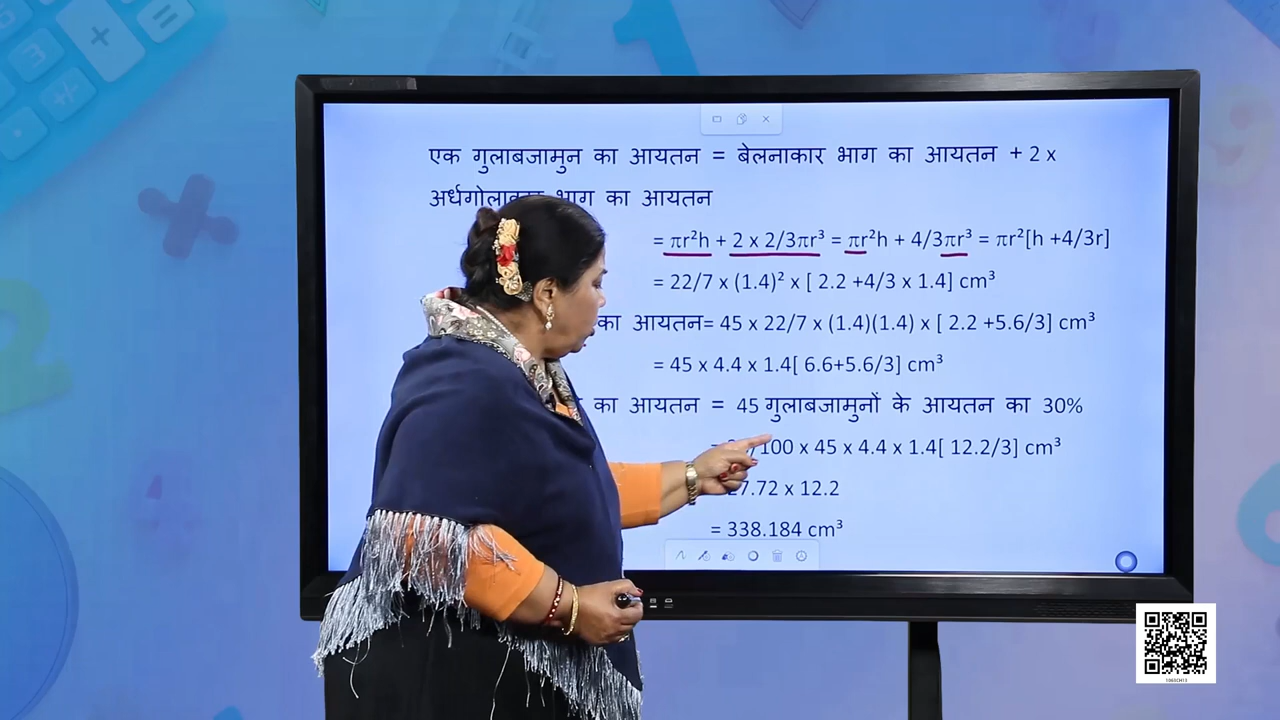 एक गुलाबजामुन का आयतन = बेलनाकार भाग का आयतन + 2 x
भाग का आयतन
= πr²h + 2 x 2/3πr³ = πr²h + 4/3πr³ = πr²[h +4/3r]
= 22/7 x (1.4)² x [ 2.2 +4/3 x 1.4] cm³
का आयतन= 45 x 22/7 x (1.4)(1.4) x [ 2.2 +5.6/3] cm³
= 45 x 4.4 x 1.4[ 6.6+5.6/3] cm³
का आयतन = 45 गुलाबजामुनों के आयतन का 30%
/100 x 45 x 4.4 x 1.4[ 12.2/3] cm³
7.72 x 12.2
= 338.184 cm³